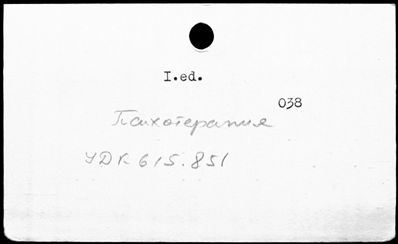 I.ed.
038
Психотерапия
УДК 615.851